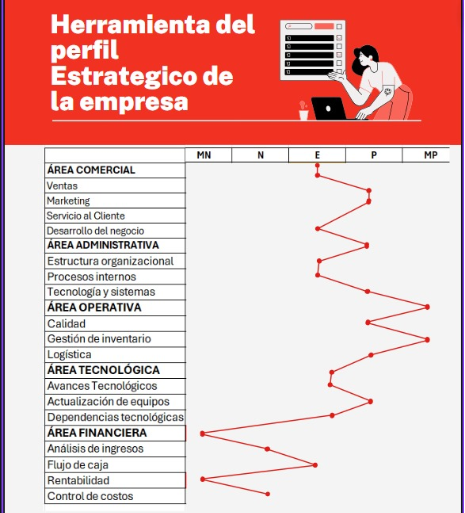 Herramienta del
perfil
Estrategico de
la empresa
MN N E P MP
ÁREA COMERCIAL
Ventas
Marketing
Servicio al Cliente
Desarrollo del negocio
ÁREA ADMINISTRATIVA
Estructura organizacional
Procesos internos
Tecnología y sistemas
ÁREA OPERATIVA
Calidad
Gestión de inventario
Logística
ÁREA TECNOLÓGICA
Avances Tecnológicos
Actualización de equipos
Dependencias tecnológicas
ÁREA FINANCIERA
Análisis de ingresos
Flujo de caja
Rentabilidad
Control de costos